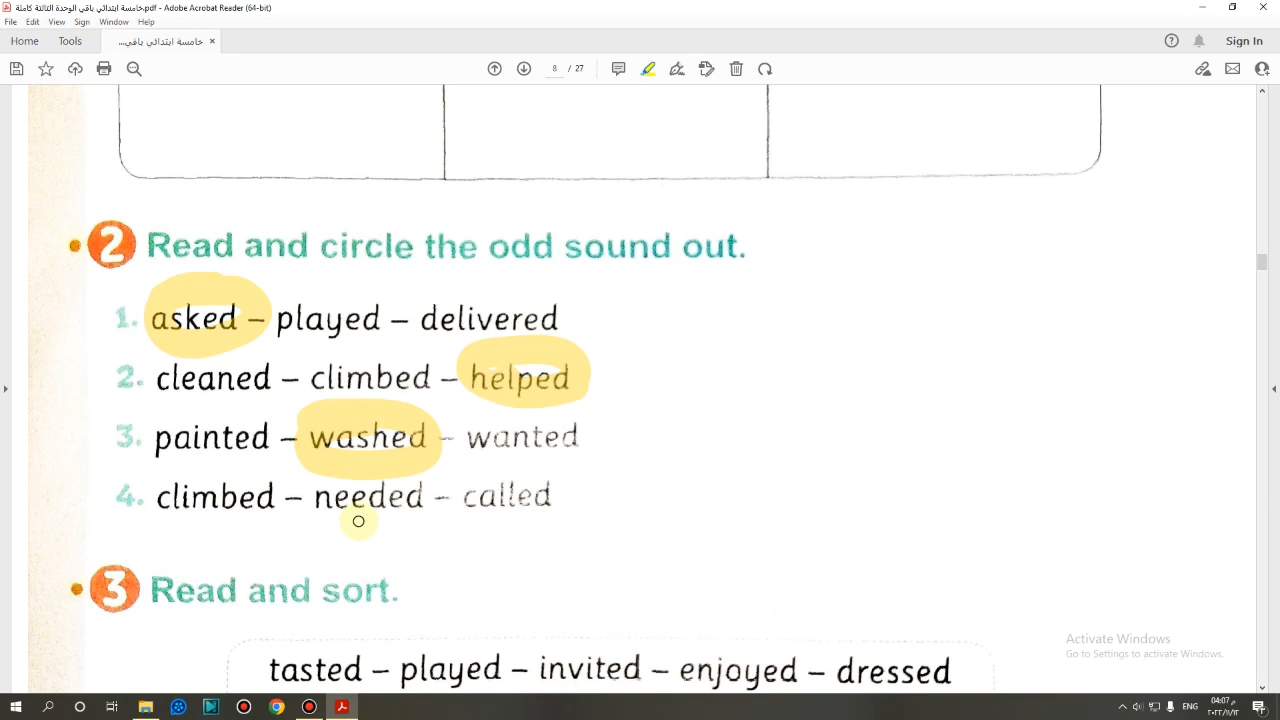 خامسة ابتدائي باقي الوحدة الثالثة كاملة.pdf - Adobe Acrobat Reader (64-bit)
File Edit View Sign Window Help
Home Tools خامسة ابتدائي باقي... × Sign In
8 / 27
2 Read and circle the odd sound out.
1. asked – played – delivered
2. cleaned – climbed – helped
3. painted – washed – wanted
4. climbed – needed – called
3 Read and sort.
tasted – played – invited – enjoyed – dressed
Activate Windows
Go to Settings to activate Windows.
ENG
04:07 م